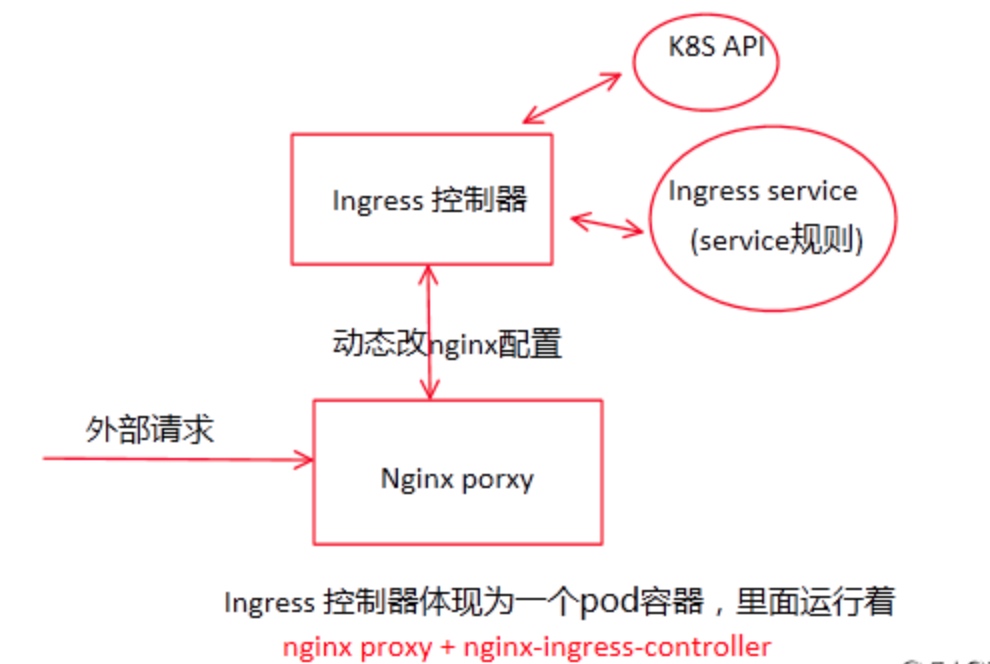 K8S API
Ingress 控制器
Ingress service
(service规则)
动态改nginx配置
外部请求
Nginx porxy
Ingress 控制器体现为一个pod容器，里面运行着
nginx proxy + nginx-ingress-controller